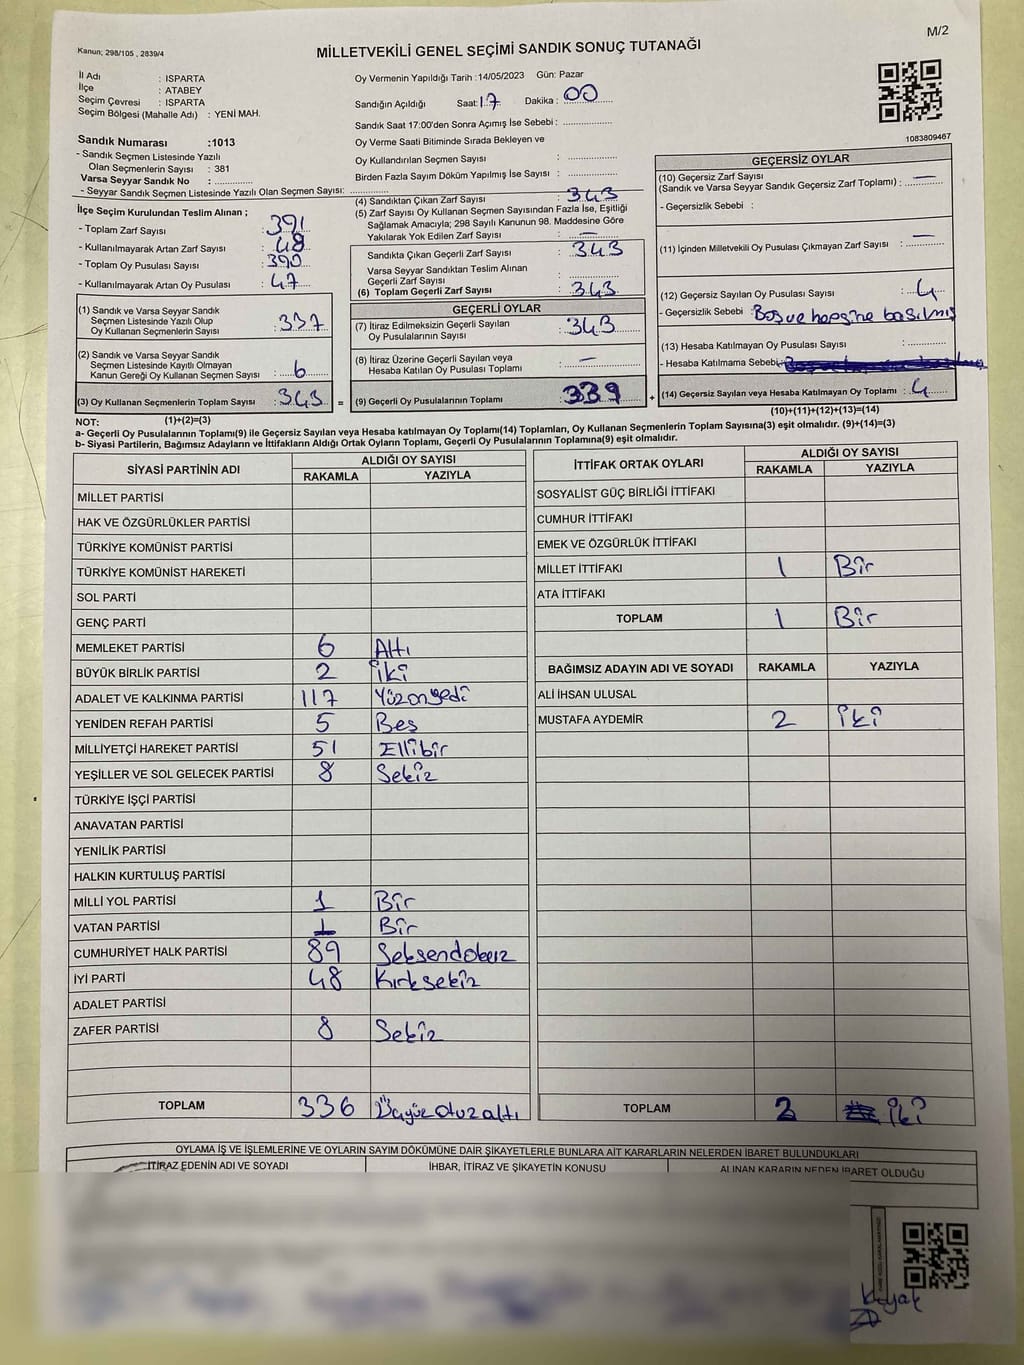 M/2
Kanun; 298/105 , 2839/4
MİLLETVEKİLİ GENEL SEÇİMİ SANDIK SONUÇ TUTANAĞI
İl Adı : ISPARTA
İlçe : ATABEY
Seçim Çevresi : ISPARTA
Seçim Bölgesi (Mahalle Adı) : YENİ MAH.
Oy Vermenin Yapıldığı Tarih :14/05/2023 Gün: Pazar
Sandığın Açıldığı Saat: 17 Dakika : 00
Sandık Saat 17:00'den Sonra Açımış İse Sebebi :
1083809467
Sandık Numarası :1013
- Sandık Seçmen Listesinde Yazılı
Olan Seçmenlerin Sayısı : 381
Varsa Seyyar Sandık No :
- Seyyar Sandık Seçmen Listesinde Yazılı Olan Seçmen Sayısı:
Oy Verme Saati Bitiminde Sırada Bekleyen ve
Oy Kullandırılan Seçmen Sayısı :
Birden Fazla Sayım Döküm Yapılmış İse Sayısı :
İlçe Seçim Kurulundan Teslim Alınan ;
- Toplam Zarf Sayısı : 391
- Kullanılmayarak Artan Zarf Sayısı : 48
- Toplam Oy Pusulası Sayısı : 390
- Kullanılmayarak Artan Oy Pusulası : 47
(4) Sandıktan Çıkan Zarf Sayısı : 343
(5) Zarf Sayısı Oy Kullanan Seçmen Sayısından Fazla İse, Eşitliği
Sağlamak Amacıyla; 298 Sayılı Kanunun 98. Maddesine Göre
Yakılarak Yok Edilen Zarf Sayısı : —
Sandıkta Çıkan Geçerli Zarf Sayısı : 343
Varsa Seyyar Sandıktan Teslim Alınan
Geçerli Zarf Sayısı :
(6) Toplam Geçerli Zarf Sayısı : 343
GEÇERSİZ OYLAR
(10) Geçersiz Zarf Sayısı
(Sandık ve Varsa Seyyar Sandık Geçersiz Zarf Toplamı) : —
- Geçersizlik Sebebi :
(11) İçinden Milletvekili Oy Pusulası Çıkmayan Zarf Sayısı : —
(12) Geçersiz Sayılan Oy Pusulası Sayısı : 4
- Geçersizlik Sebebi : Boş ve hepsine basılmış
(13) Hesaba Katılmayan Oy Pusulası Sayısı :
- Hesaba Katılmama Sebebi:
(14) Geçersiz Sayılan veya Hesaba Katılmayan Oy Toplamı : 4
(10)+(11)+(12)+(13)=(14)
(1) Sandık ve Varsa Seyyar Sandık
Seçmen Listesinde Yazılı Olup
Oy Kullanan Seçmenlerin Sayısı : 337
(2) Sandık ve Varsa Seyyar Sandık
Seçmen Listesinde Kayıtlı Olmayan
Kanun Gereği Oy Kullanan Seçmen Sayısı : 6
(3) Oy Kullanan Seçmenlerin Toplam Sayısı : 343 =
GEÇERLİ OYLAR
(7) İtiraz Edilmeksizin Geçerli Sayılan
Oy Pusulalarının Sayısı : 343
(8) İtiraz Üzerine Geçerli Sayılan veya
Hesaba Katılan Oy Pusulası Toplamı : —
(9) Geçerli Oy Pusulalarının Toplamı : 339 +
NOT: (1)+(2)=(3)
a- Geçerli Oy Pusulalarının Toplamı(9) ile Geçersiz Sayılan veya Hesaba katılmayan Oy Toplamı(14) Toplamları, Oy Kullanan Seçmenlerin Toplam Sayısına(3) eşit olmalıdır. (9)+(14)=(3)
b- Siyasi Partilerin, Bağımsız Adayların ve İttifakların Aldığı Ortak Oyların Toplamı, Geçerli Oy Pusulalarının Toplamına(9) eşit olmalıdır.
SİYASİ PARTİNİN ADI ALDIĞI OY SAYISI
RAKAMLA YAZIYLA
MİLLET PARTİSİ
HAK VE ÖZGÜRLÜKLER PARTİSİ
TÜRKİYE KOMÜNİST PARTİSİ
TÜRKİYE KOMÜNİST HAREKETİ
SOL PARTİ
GENÇ PARTİ
MEMLEKET PARTİSİ 6 Altı
BÜYÜK BİRLİK PARTİSİ 2 İki
ADALET VE KALKINMA PARTİSİ 117 Yüzonyedi
YENİDEN REFAH PARTİSİ 5 Beş
MİLLİYETÇİ HAREKET PARTİSİ 51 Ellibir
YEŞİLLER VE SOL GELECEK PARTİSİ 8 Sekiz
TÜRKİYE İŞÇİ PARTİSİ
ANAVATAN PARTİSİ
YENİLİK PARTİSİ
HALKIN KURTULUŞ PARTİSİ
MİLLİ YOL PARTİSİ 1 Bir
VATAN PARTİSİ 1 Bir
CUMHURİYET HALK PARTİSİ 89 Seksendokuz
İYİ PARTİ 48 Kırksekiz
ADALET PARTİSİ
ZAFER PARTİSİ 8 Sekiz
TOPLAM 336 Üçyüzotuzaltı
İTTİFAK ORTAK OYLARI ALDIĞI OY SAYISI
RAKAMLA YAZIYLA
SOSYALİST GÜÇ BİRLİĞİ İTTİFAKI
CUMHUR İTTİFAKI
EMEK VE ÖZGÜRLÜK İTTİFAKI
MİLLET İTTİFAKI 1 Bir
ATA İTTİFAKI
TOPLAM 1 Bir
BAĞIMSIZ ADAYIN ADI VE SOYADI RAKAMLA YAZIYLA
ALİ İHSAN ULUSAL
MUSTAFA AYDEMİR 2 İki
TOPLAM 2 İki
OYLAMA İŞ VE İŞLEMLERİNE VE OYLARIN SAYIM DÖKÜMÜNE DAİR ŞİKAYETLERLE BUNLARA AİT KARARLARIN NELERDEN İBARET BULUNDUKLARI
İTİRAZ EDENİN ADI VE SOYADI İHBAR, İTİRAZ VE ŞİKAYETİN KONUSU ALINAN KARARIN NEDEN İBARET OLDUĞU